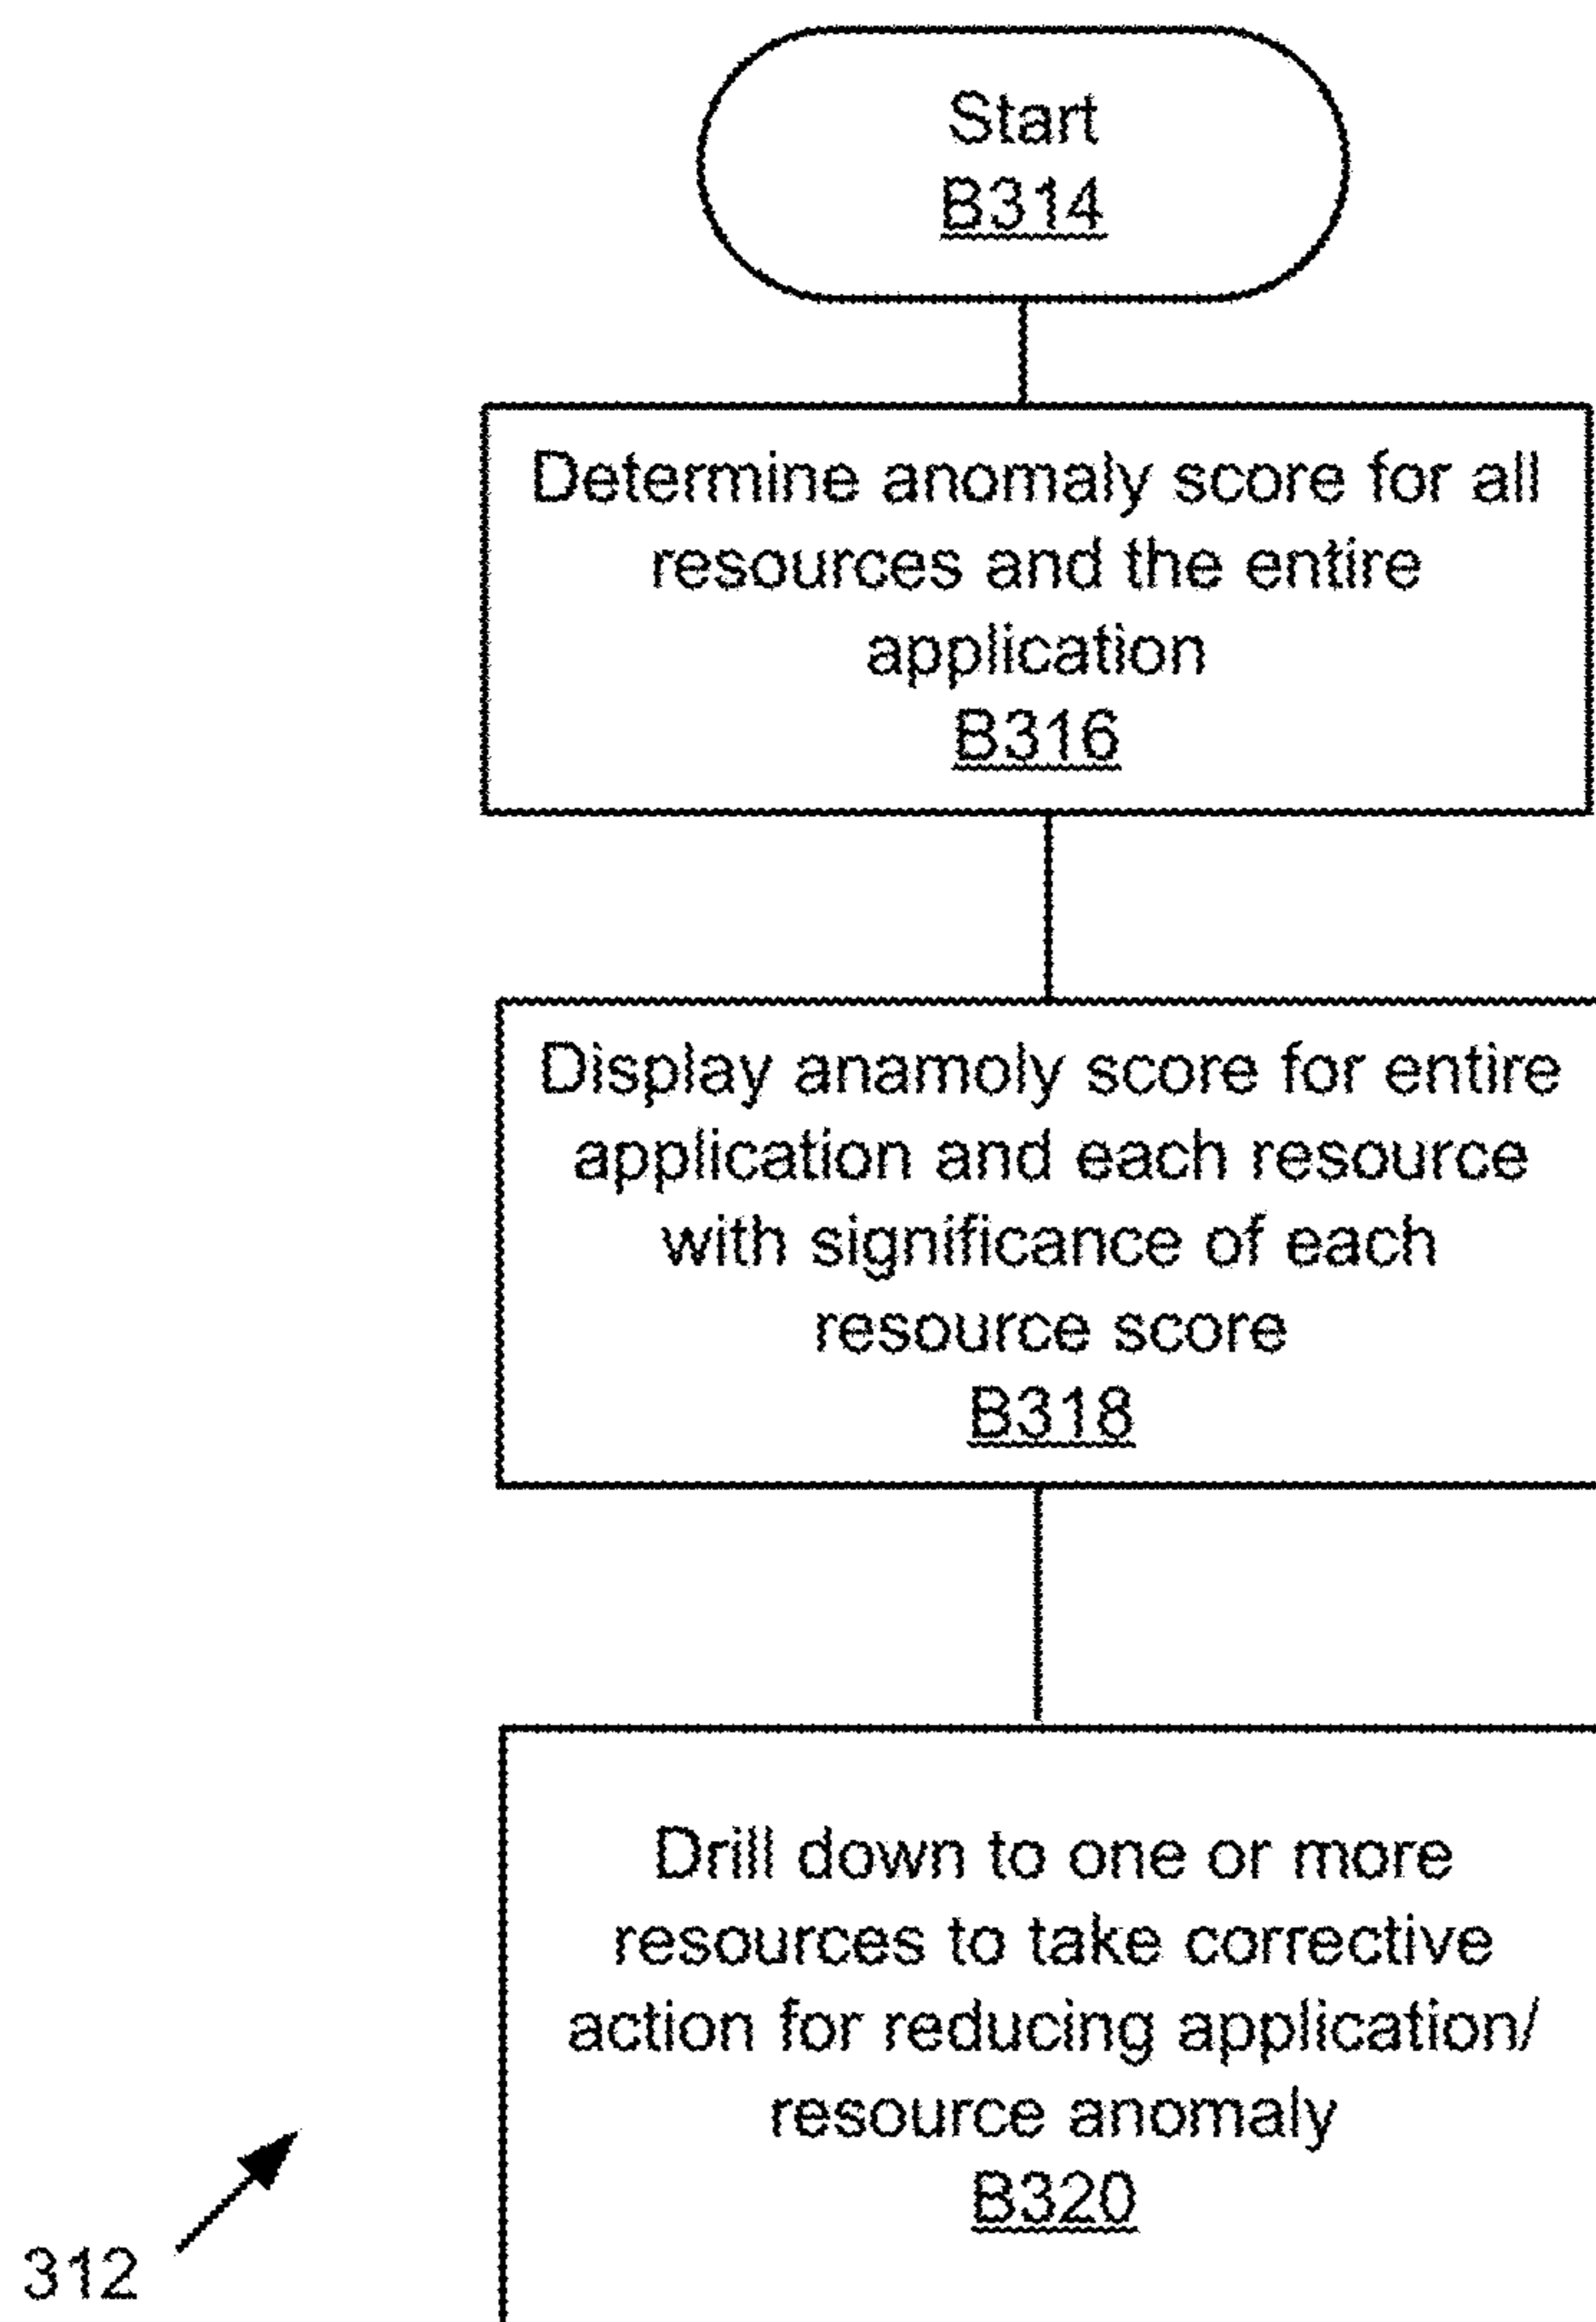 Start
B314
Determine anomaly score for all
resources and the entire
application
B316
Display anamoly score for entire
application and each resource
with significance of each
resource score
B318
Drill down to one or more
resources to take corrective
action for reducing application/
resource anomaly
B320
312